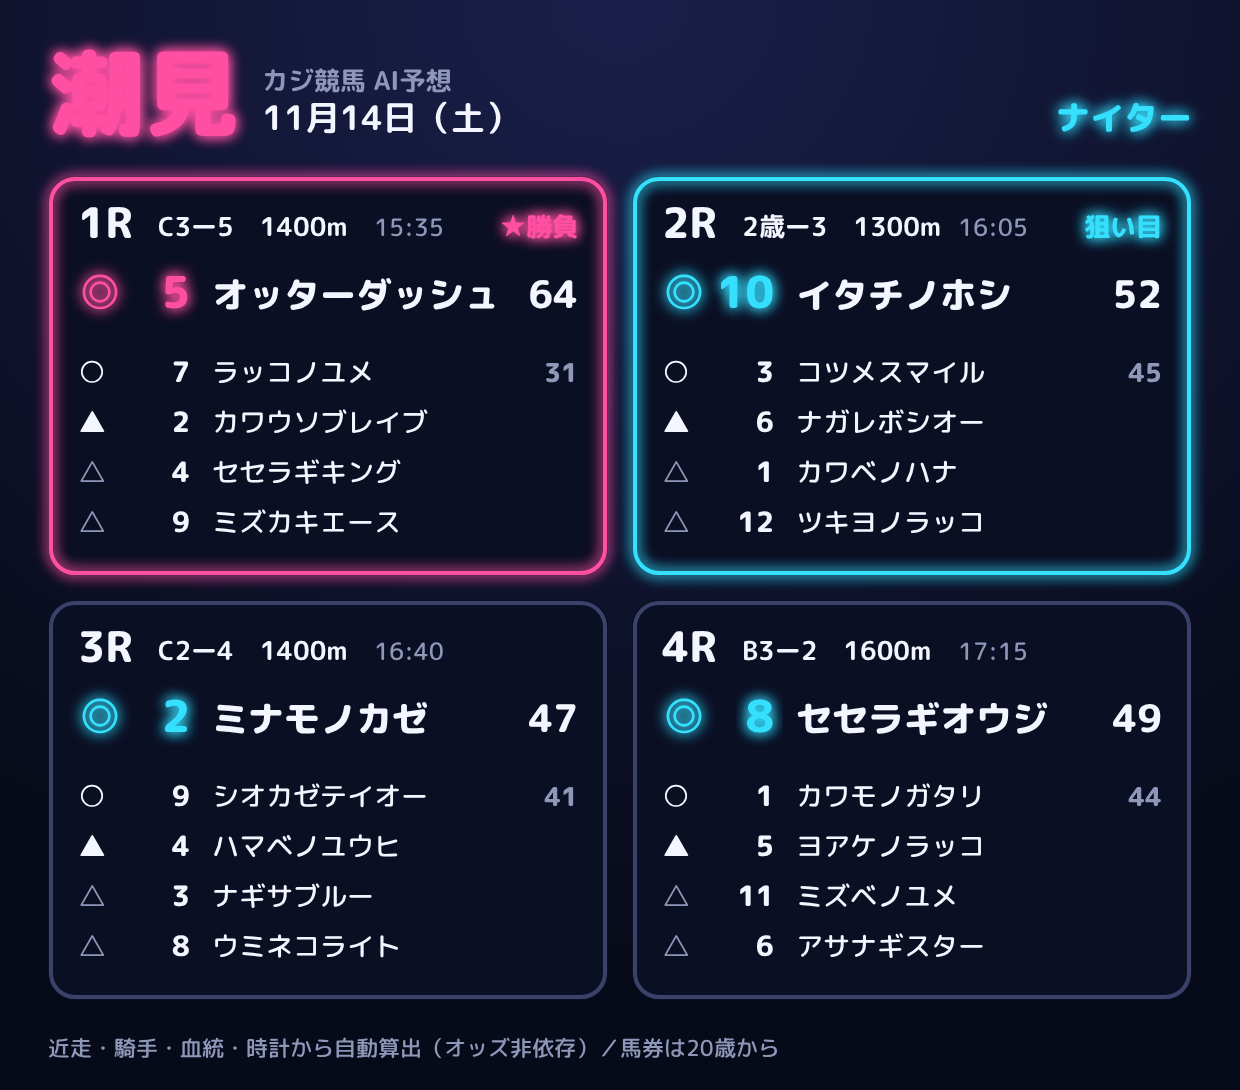 潮見
カジ競馬 AI予想
11月14日（土）
ナイター
1R C3ー5 1400m 15:35 ★勝負
◎ 5 オッターダッシュ 64
○ 7 ラッコノユメ 31
▲ 2 カワウソブレイブ
△ 4 セセラギキング
△ 9 ミズカキエース
2R 2歳ー3 1300m 16:05 狙い目
◎ 10 イタチノホシ 52
○ 3 コツメスマイル 45
▲ 6 ナガレボシオー
△ 1 カワベノハナ
△ 12 ツキヨノラッコ
3R C2ー4 1400m 16:40
◎ 2 ミナモノカゼ 47
○ 9 シオカゼテイオー 41
▲ 4 ハマベノユウヒ
△ 3 ナギサブルー
△ 8 ウミネコライト
4R B3ー2 1600m 17:15
◎ 8 セセラギオウジ 49
○ 1 カワモノガタリ 44
▲ 5 ヨアケノラッコ
△ 11 ミズベノユメ
△ 6 アサナギスター
近走・騎手・血統・時計から自動算出（オッズ非依存）／馬券は20歳から